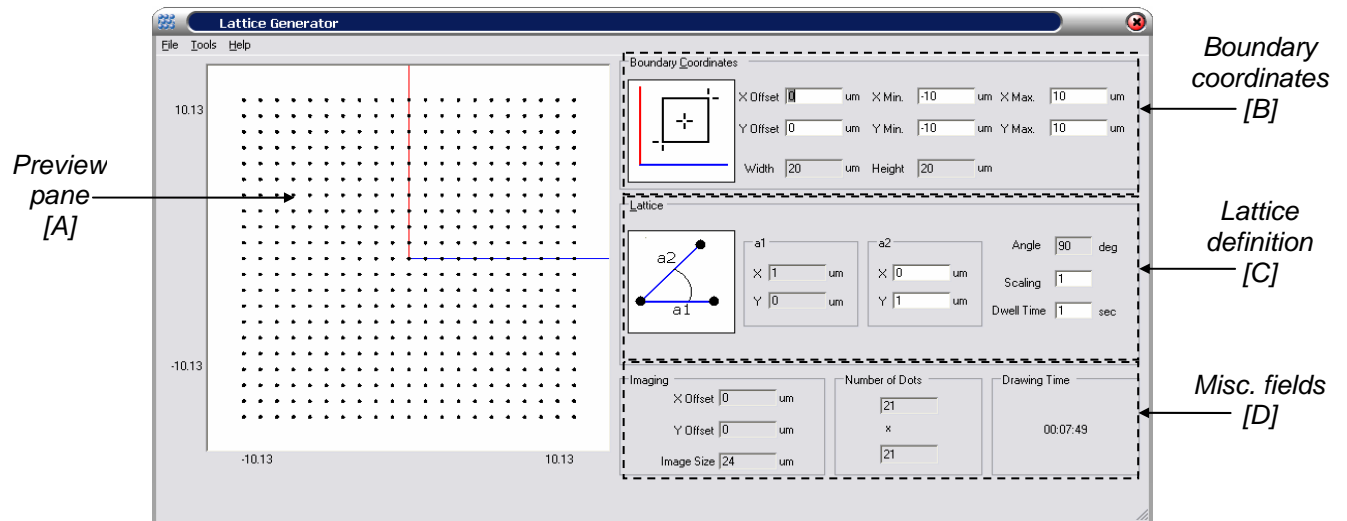 Lattice Generator
File Tools Help
Preview
pane
[A]
10.13
-10.13
-10.13 10.13
Boundary Coordinates
X Offset 0 um X Min. -10 um X Max. 10 um
Y Offset 0 um Y Min. -10 um Y Max. 10 um
Width 20 um Height 20 um
Boundary
coordinates
[B]
Lattice
a2
a1
a1
X 1 um
Y 0 um
a2
X 0 um
Y 1 um
Angle 90 deg
Scaling 1
Dwell Time 1 sec
Lattice
definition
[C]
Imaging
X Offset 0 um
Y Offset 0 um
Image Size 24 um
Number of Dots
21
x
21
Drawing Time
00:07:49
Misc. fields
[D]